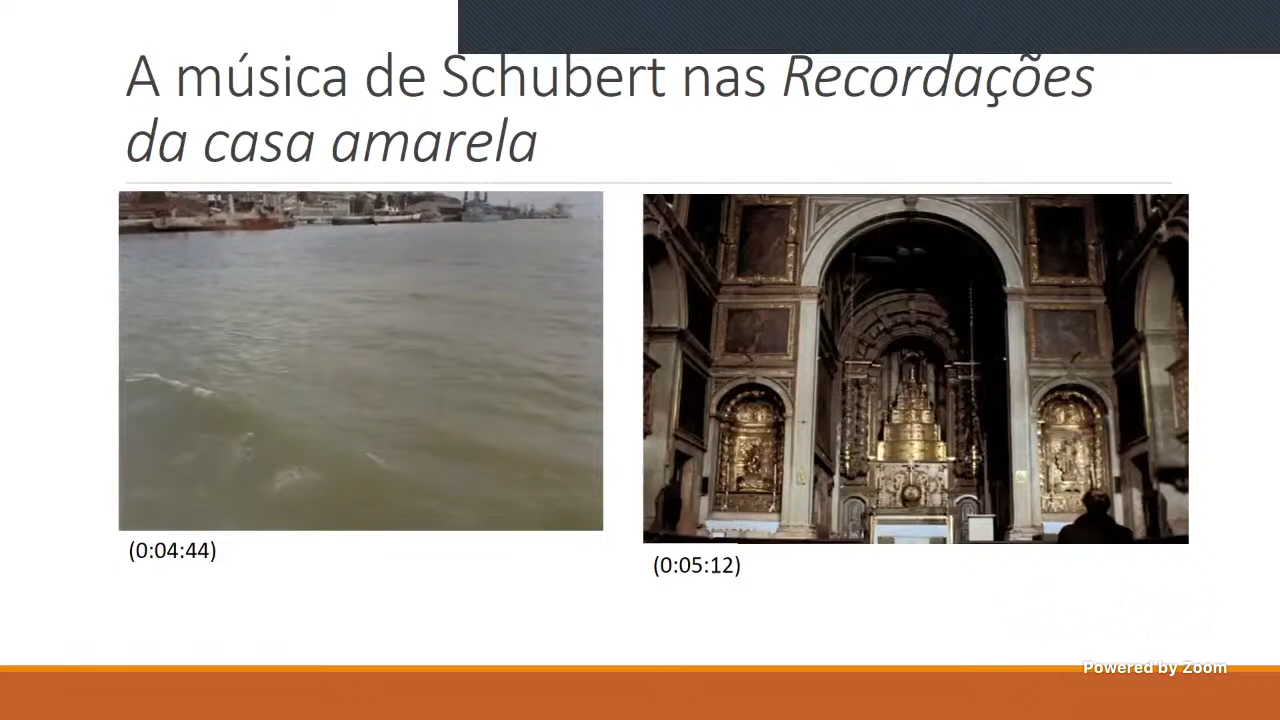 A música de Schubert nas Recordações
da casa amarela
(0:04:44)
(0:05:12)
Powered by Zoom